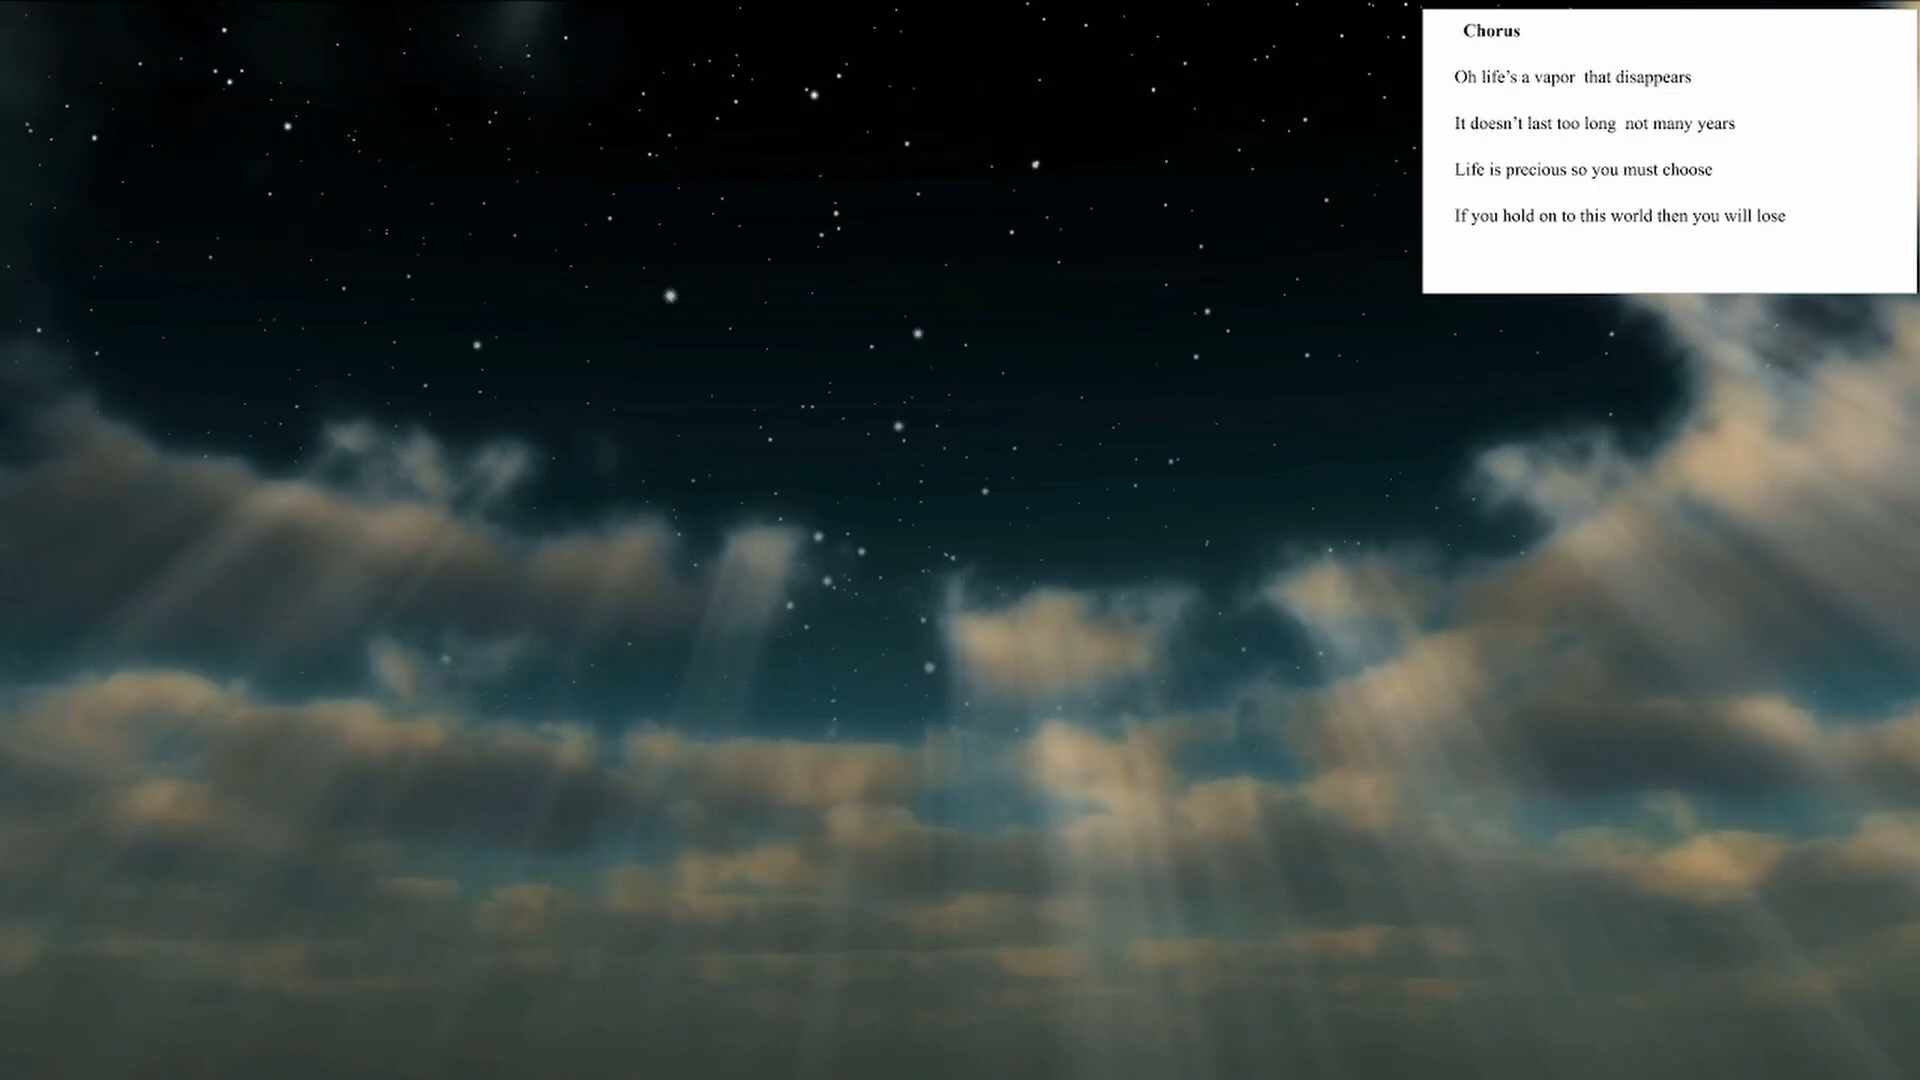 Chorus
Oh life's a vapor that disappears
It doesn't last too long not many years
Life is precious so you must choose
If you hold on to this world then you will lose